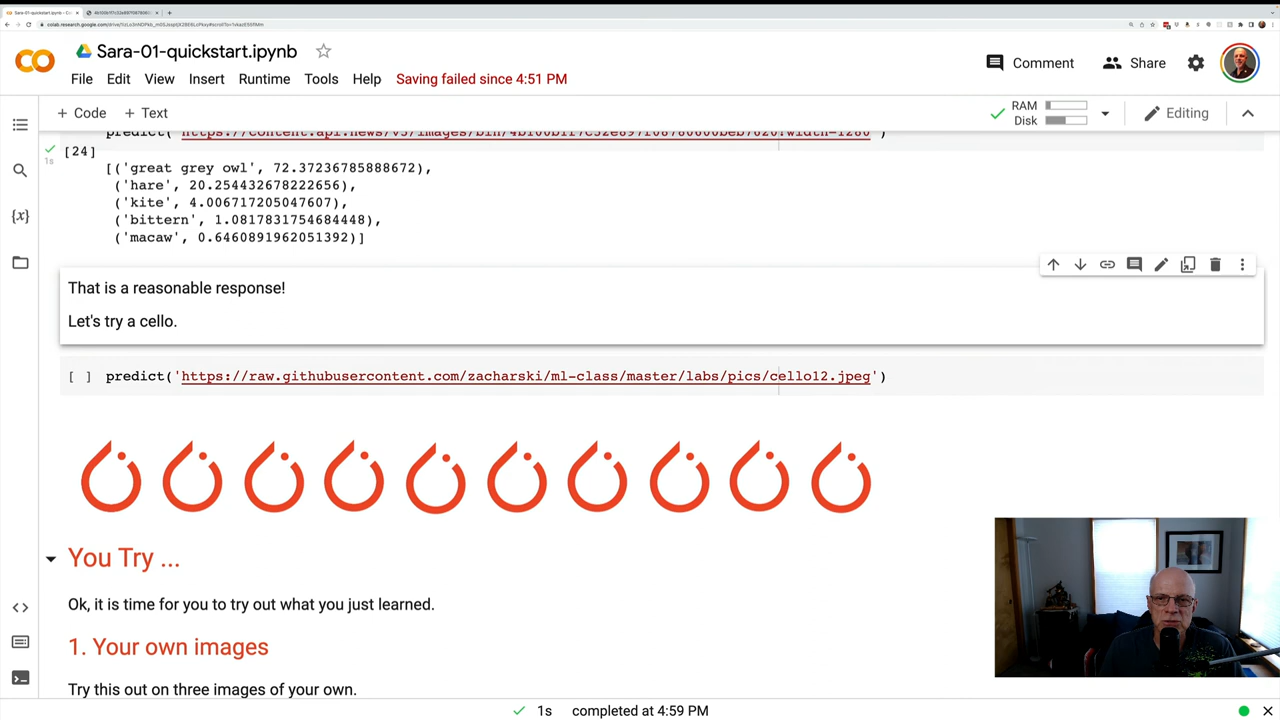 Sara-01-quickstart.ipynb
File Edit View Insert Runtime Tools Help Saving failed since 4:51 PM
Comment Share
+ Code + Text
RAM
Disk
Editing
[24]
1s
[('great grey owl', 72.37236785888672),
('hare', 20.254432678222656),
('kite', 4.006717205047607),
('bittern', 1.0817831754684448),
('macaw', 0.6460891962051392)]
That is a reasonable response!
Let's try a cello.
[ ] predict('https://raw.githubusercontent.com/zacharski/ml-class/master/labs/pics/cello12.jpeg')
You Try ...
Ok, it is time for you to try out what you just learned.
1. Your own images
Try this out on three images of your own.
1s completed at 4:59 PM